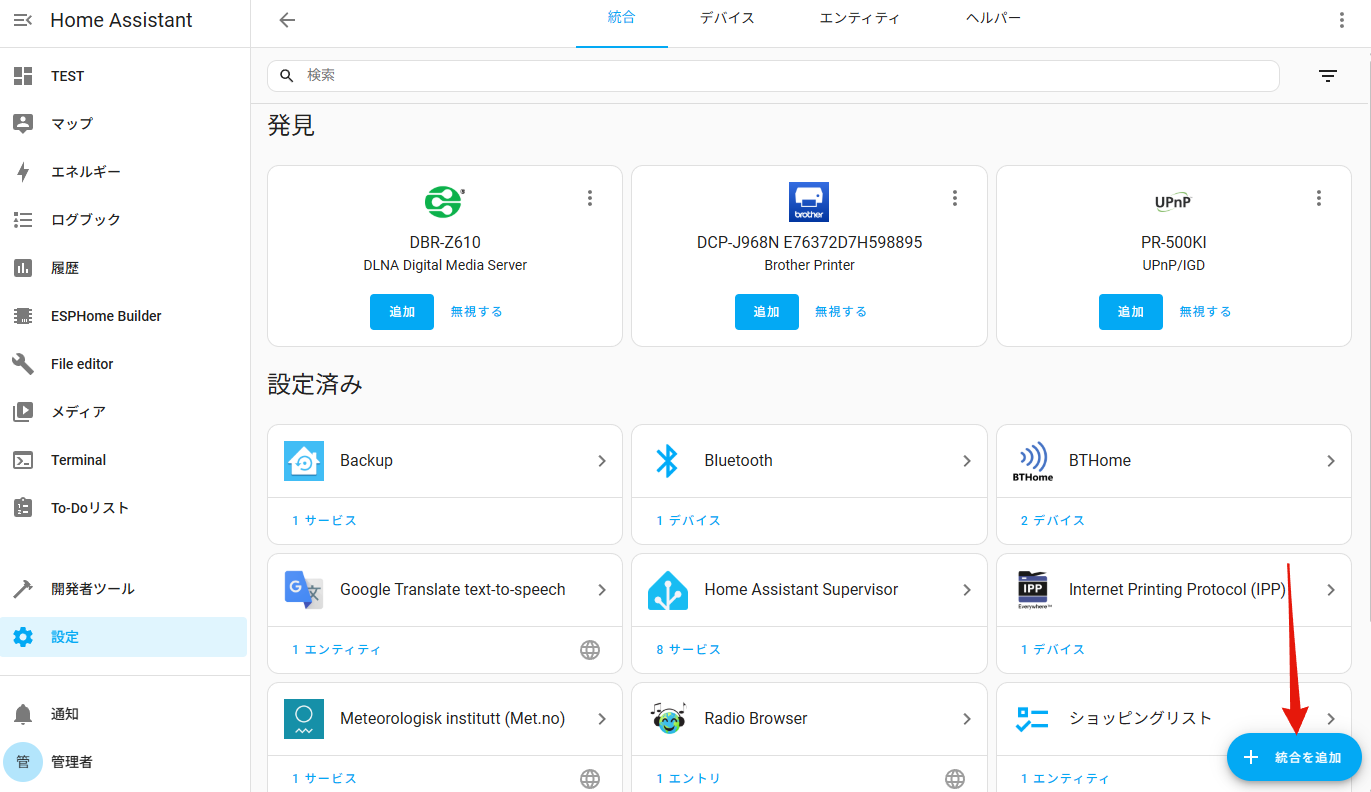 Home Assistant
TEST
マップ
エネルギー
ログブック
履歴
ESPHome Builder
File editor
メディア
Terminal
To-Doリスト
開発者ツール
設定
通知
管 管理者
統合 デバイス エンティティ ヘルパー
検索
発見
DBR-Z610
DLNA Digital Media Server
追加 無視する
brother
DCP-J968N E76372D7H598895
Brother Printer
追加 無視する
UPnP
PR-500KI
UPnP/IGD
追加 無視する
設定済み
Backup
1 サービス
Bluetooth
1 デバイス
BTHome
BTHome
2 デバイス
G 文
Google Translate text-to-speech
1 エンティティ
Home Assistant Supervisor
8 サービス
IPP
Everywhere™
Internet Printing Protocol (IPP)
1 デバイス
Meteorologisk institutt (Met.no)
1 サービス
Radio Browser
1 エントリ
ショッピングリスト
1 エンティティ
統合を追加